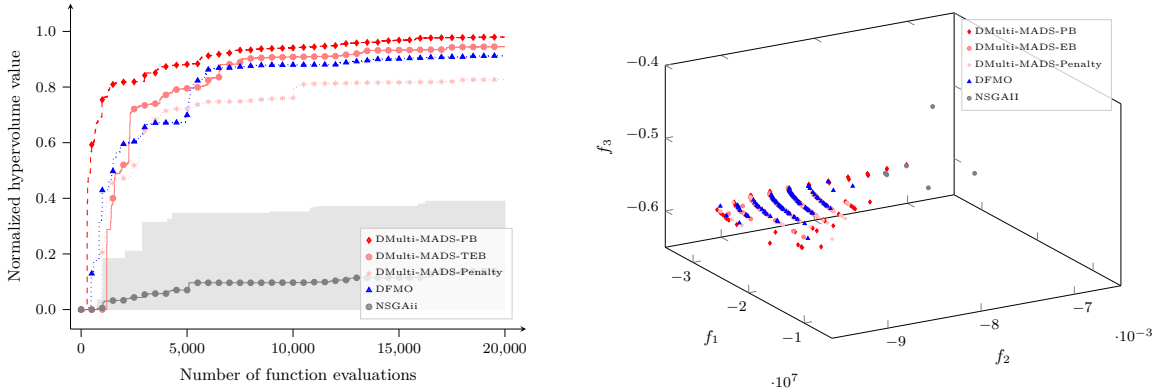 Normalized hypervolume value
1.0
0.8
0.6
0.4
0.2
0.0
0
5,000
10,000
15,000
20,000
Number of function evaluations
DMulti-MADS-PB
DMulti-MADS-TEB
DMulti-MADS-Penalty
DFMO
NSGAii
DMulti-MADS-PB
DMulti-MADS-EB
DMulti-MADS-Penalty
DFMO
NSGAII
f3
−0.4
−0.5
−0.6
−3
−2
−1
f1
·10⁷
−9
−8
−7
f2
·10⁻³